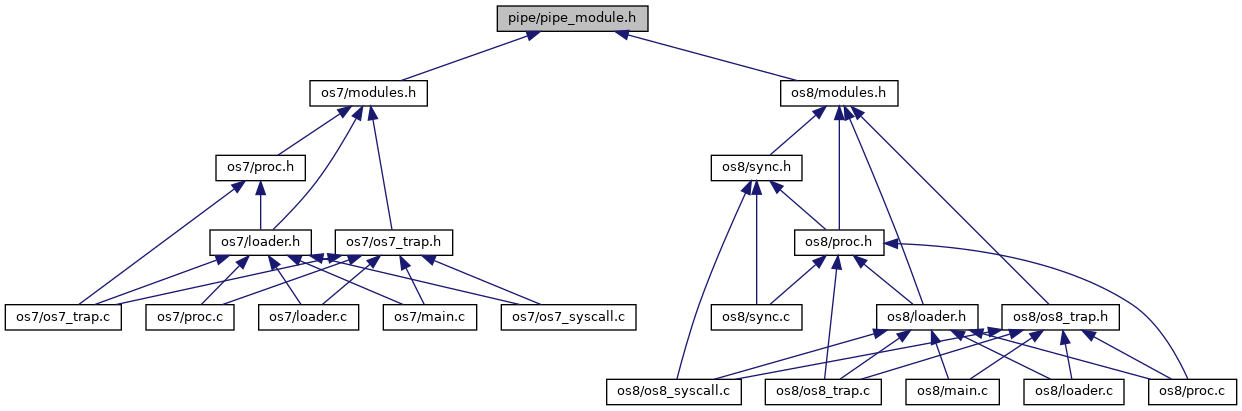 pipe/pipe_module.h
os7/modules.h
os8/modules.h
os7/proc.h
os8/sync.h
os7/loader.h
os7/os7_trap.h
os8/proc.h
os7/os7_trap.c
os7/proc.c
os7/loader.c
os7/main.c
os7/os7_syscall.c
os8/sync.c
os8/loader.h
os8/os8_trap.h
os8/os8_syscall.c
os8/os8_trap.c
os8/main.c
os8/loader.c
os8/proc.c